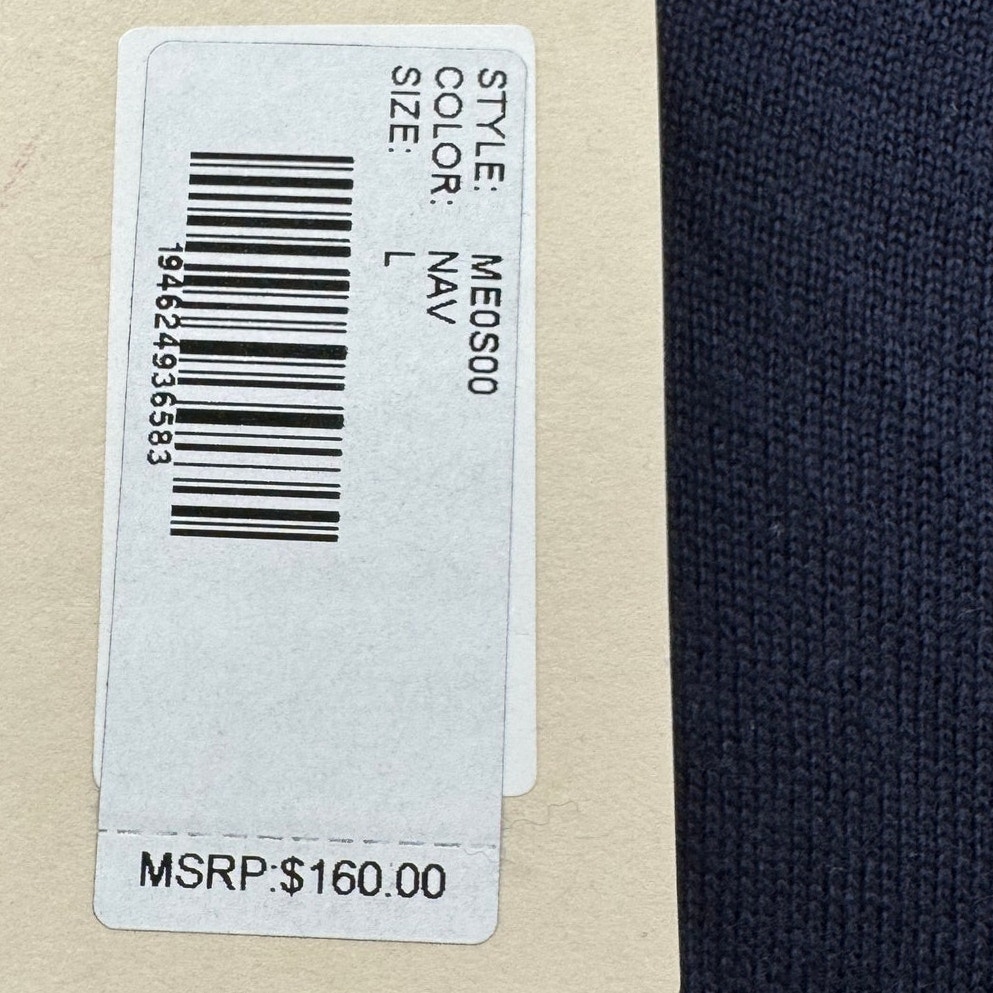 STYLE: ME0S00
COLOR: NAV
SIZE: L
194624936583
MSRP:$160.00